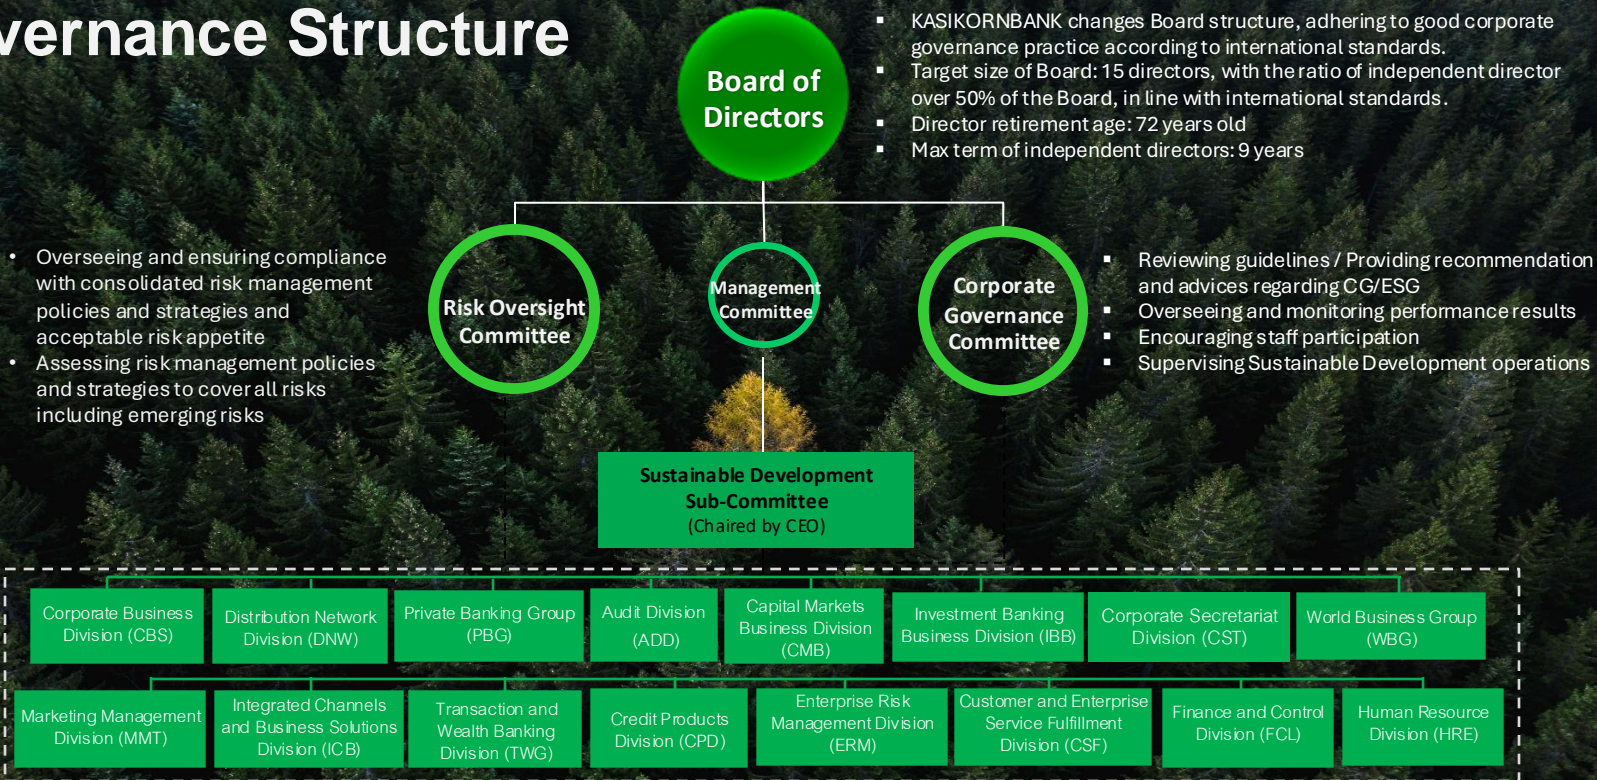 vernance Structure
Board of
Directors
▪ KASIKORNBANK changes Board structure, adhering to good corporate
governance practice according to international standards.
▪ Target size of Board: 15 directors, with the ratio of independent director
over 50% of the Board, in line with international standards.
▪ Director retirement age: 72 years old
▪ Max term of independent directors: 9 years
• Overseeing and ensuring compliance
with consolidated risk management
policies and strategies and
acceptable risk appetite
• Assessing risk management policies
and strategies to cover all risks
including emerging risks
Risk Oversight
Committee
Management
Committee
Corporate
Governance
Committee
▪ Reviewing guidelines / Providing recommendation
and advices regarding CG/ESG
▪ Overseeing and monitoring performance results
▪ Encouraging staff participation
▪ Supervising Sustainable Development operations
Sustainable Development
Sub-Committee
(Chaired by CEO)
Corporate Business
Division (CBS)
Distribution Network
Division (DNW)
Private Banking Group
(PBG)
Audit Division
(ADD)
Capital Markets
Business Division
(CMB)
Investment Banking
Business Division (IBB)
Corporate Secretariat
Division (CST)
World Business Group
(WBG)
Marketing Management
Division (MMT)
Integrated Channels
and Business Solutions
Division (ICB)
Transaction and
Wealth Banking
Division (TWG)
Credit Products
Division (CPD)
Enterprise Risk
Management Division
(ERM)
Customer and Enterprise
Service Fulfillment
Division (CSF)
Finance and Control
Division (FCL)
Human Resource
Division (HRE)